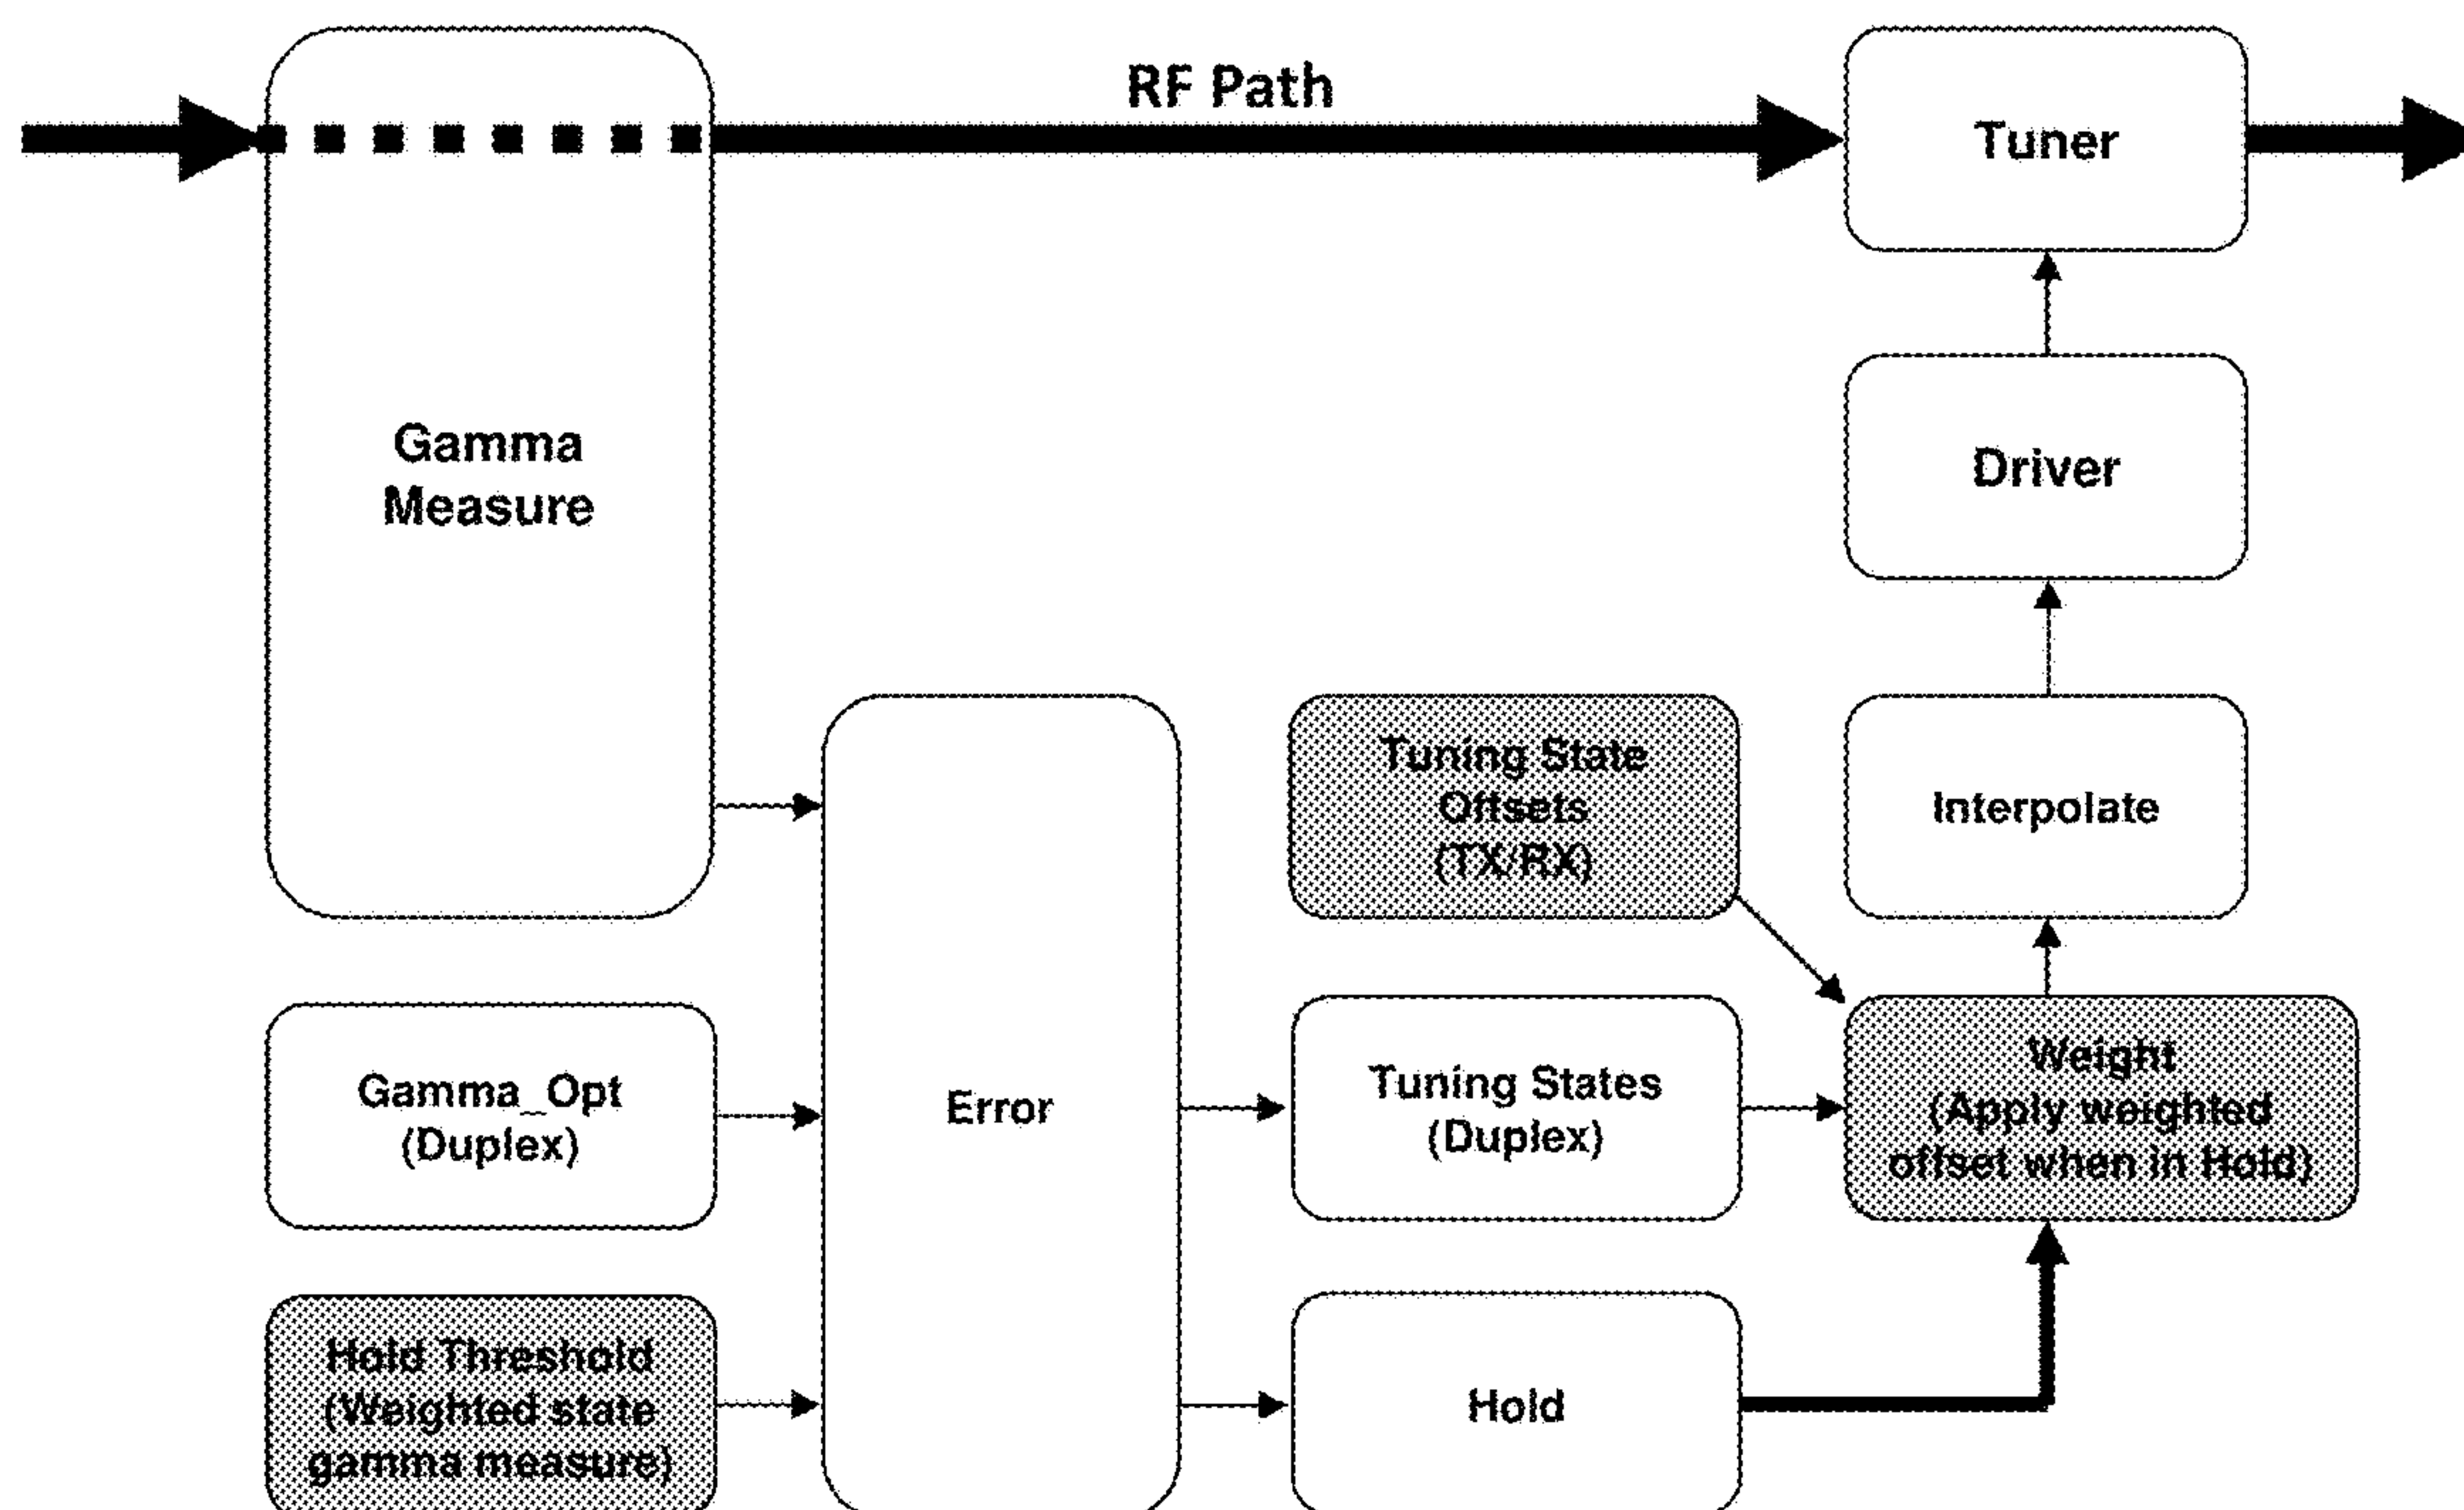 RF Path
Tuner
Gamma
Measure
Driver
Tuning State
Offsets
(TX/RX)
Interpolate
Gamma_Opt
(Duplex)
Error
Tuning States
(Duplex)
Weight
(Apply weighted
offset when in Hold)
Hold Threshold
(Weighted state
gamma measure)
Hold